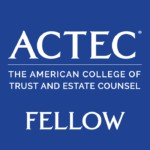 ACTEC®
THE AMERICAN COLLEGE OF
TRUST AND ESTATE COUNSEL
FELLOW